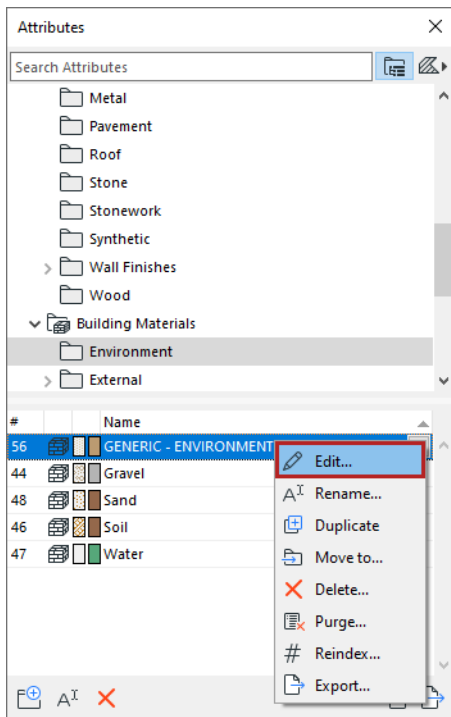 Attributes
Search Attributes
Metal
Pavement
Roof
Stone
Stonework
Synthetic
Wall Finishes
Wood
Building Materials
Environment
External
# Name
56 GENERIC - ENVIRONMENT
44 Gravel
48 Sand
46 Soil
47 Water
Edit...
Rename...
Duplicate
Move to...
Delete...
Purge...
Reindex...
Export...